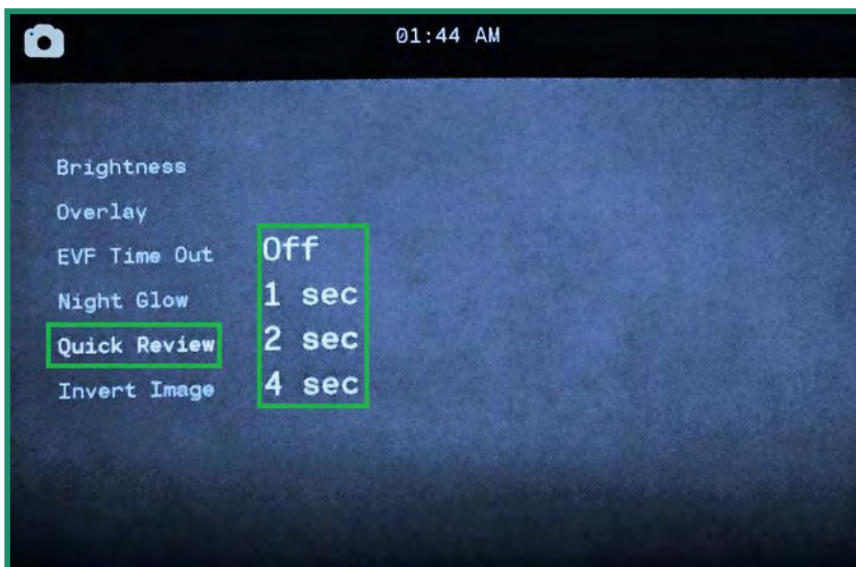 01:44 AM
Brightness
Overlay
EVF Time Out
Off
Night Glow
1 sec
Quick Review
2 sec
Invert Image
4 sec